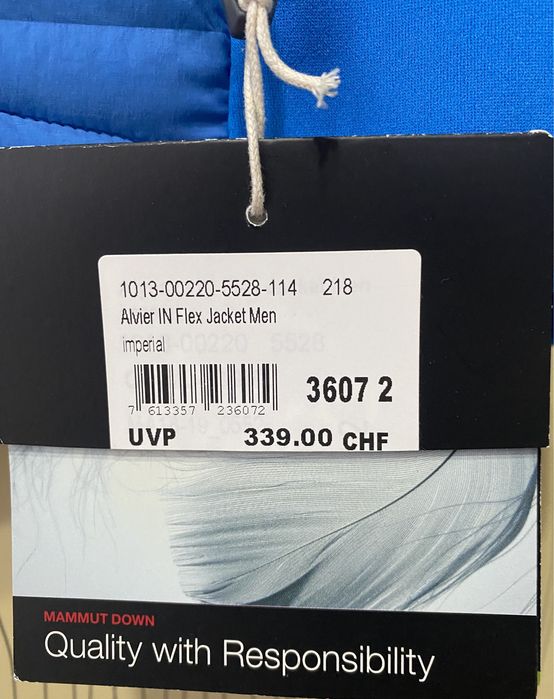 1013-00220-5528-114 218
Alvier IN Flex Jacket Men
imperial
7 613357 236072
3607 2
UVP 339.00 CHF
MAMMUT DOWN
Quality with Responsibility